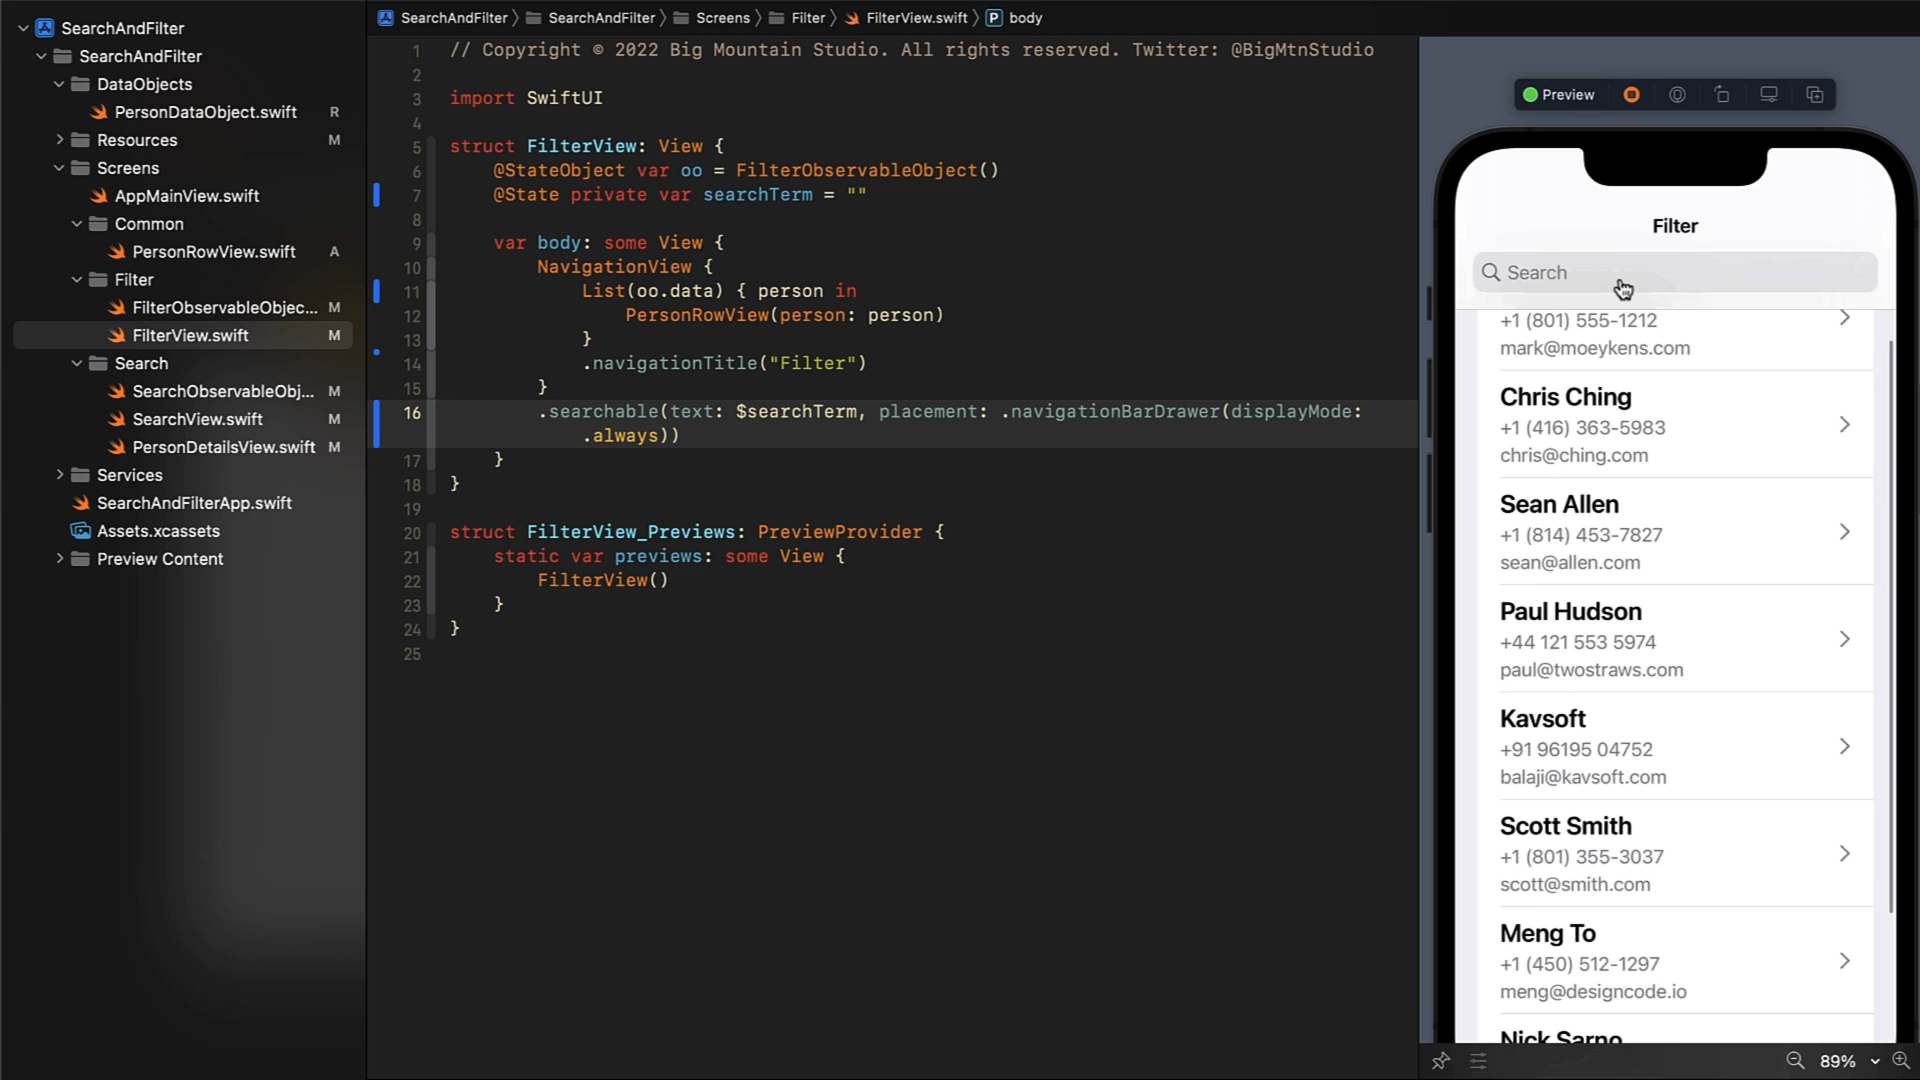 SearchAndFilter
SearchAndFilter
DataObjects
PersonDataObject.swift R
Resources M
Screens
AppMainView.swift
Common
PersonRowView.swift A
Filter
FilterObservableObjec... M
FilterView.swift M
Search
SearchObservableObj... M
SearchView.swift M
PersonDetailsView.swift M
Services
SearchAndFilterApp.swift
Assets.xcassets
Preview Content
SearchAndFilter SearchAndFilter Screens Filter FilterView.swift P body
1 // Copyright © 2022 Big Mountain Studio. All rights reserved. Twitter: @BigMtnStudio
2
3 import SwiftUI
4
5 struct FilterView: View {
6 @StateObject var oo = FilterObservableObject()
7 @State private var searchTerm = ""
8
9 var body: some View {
10 NavigationView {
11 List(oo.data) { person in
12 PersonRowView(person: person)
13 }
14 .navigationTitle("Filter")
15 }
16 .searchable(text: $searchTerm, placement: .navigationBarDrawer(displayMode:
.always))
17 }
18 }
19
20 struct FilterView_Previews: PreviewProvider {
21 static var previews: some View {
22 FilterView()
23 }
24 }
25
Preview
Filter
Search
+1 (801) 555-1212
mark@moeykens.com
Chris Ching
+1 (416) 363-5983
chris@ching.com
Sean Allen
+1 (814) 453-7827
sean@allen.com
Paul Hudson
+44 121 553 5974
paul@twostraws.com
Kavsoft
+91 96195 04752
balaji@kavsoft.com
Scott Smith
+1 (801) 355-3037
scott@smith.com
Meng To
+1 (450) 512-1297
meng@designcode.io
Nick Sarno
89%